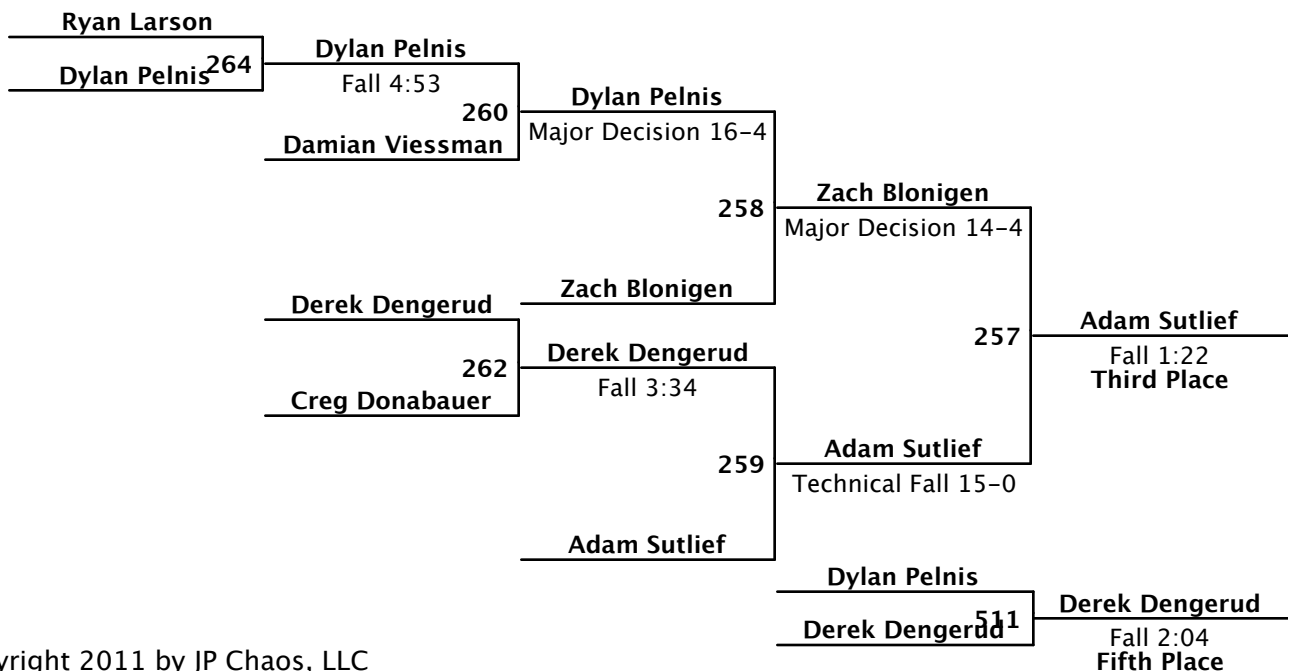 Ryan Larson
Dylan Pelnis
264
Dylan Pelnis
Fall 4:53
260
Damian Viessman
Dylan Pelnis
Major Decision 16-4
258
Zach Blonigen
Zach Blonigen
Major Decision 14-4
Derek Dengerud
262
Creg Donabauer
Derek Dengerud
Fall 3:34
259
Adam Sutlief
Adam Sutlief
Technical Fall 15-0
257
Adam Sutlief
Fall 1:22
Third Place
Dylan Pelnis
Derek Dengerud
511
Derek Dengerud
Fall 2:04
Fifth Place
yright 2011 by JP Chaos, LLC